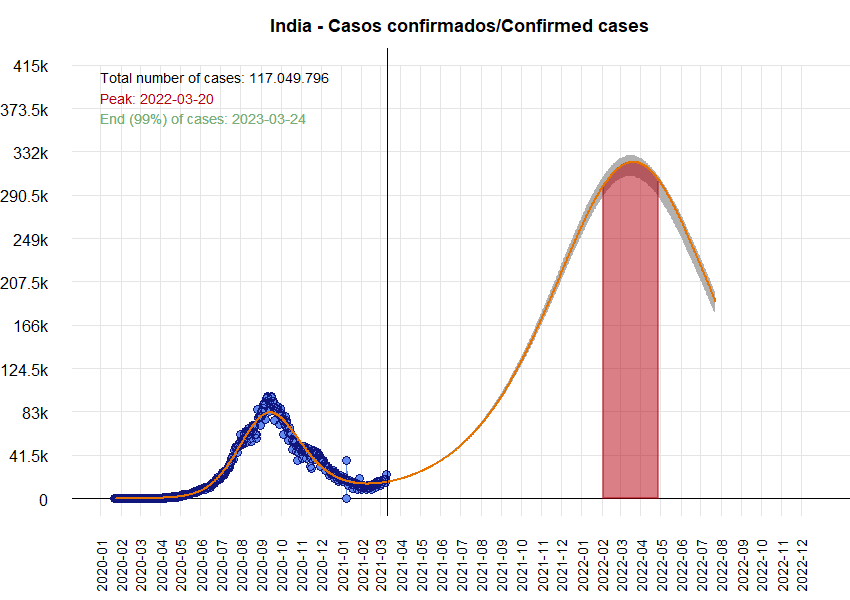 India - Casos confirmados/Confirmed cases
415k
Total number of cases: 117.049.796
Peak: 2022-03-20
373.5k
End (99%) of cases: 2023-03-24
332k
290.5k
249k
207.5k
166k
124.5k
83k
41.5k
0
2020-01
2020-02
2020-03
2020-04
2020-05
2020-06
2020-07
2020-08
2020-09
2020-10
2020-11
2020-12
2021-01
2021-02
2021-03
2021-04
2021-05
2021-06
2021-07
2021-08
2021-09
2021-10
2021-11
2021-12
2022-01
2022-02
2022-03
2022-04
2022-05
2022-06
2022-07
2022-08
2022-09
2022-10
2022-11
2022-12